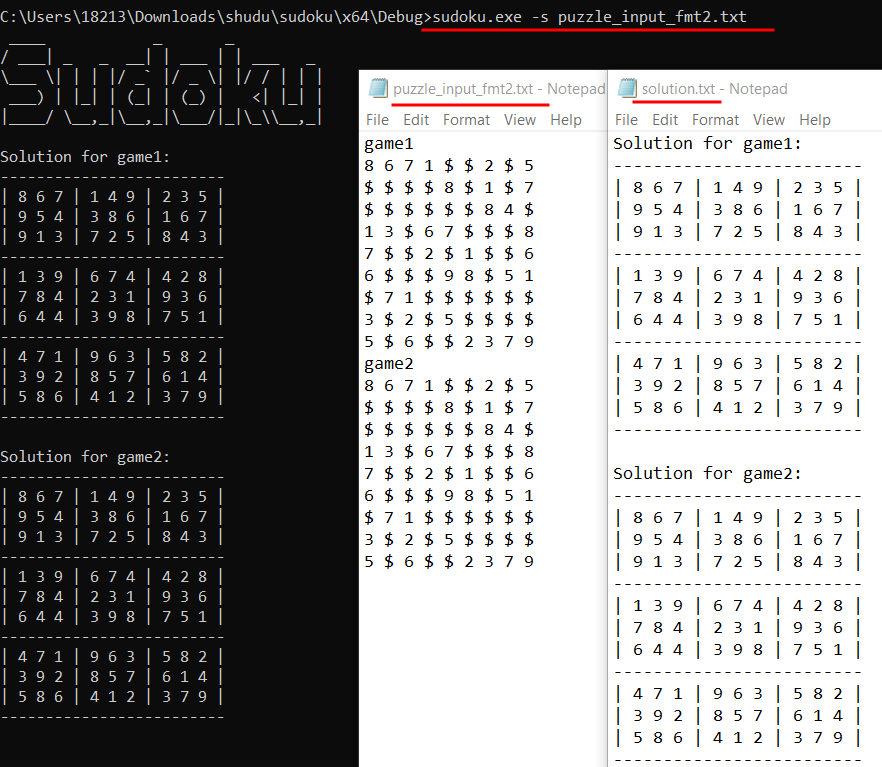 C:\Users\18213\Downloads\shudu\sudoku\x64\Debug>sudoku.exe -s puzzle_input_fmt2.txt
Sudoku
Solution for game1:
-------------------------
| 8 6 7 | 1 4 9 | 2 3 5 |
| 9 5 4 | 3 8 6 | 1 6 7 |
| 9 1 3 | 7 2 5 | 8 4 3 |
-------------------------
| 1 3 9 | 6 7 4 | 4 2 8 |
| 7 8 4 | 2 3 1 | 9 3 6 |
| 6 4 4 | 3 9 8 | 7 5 1 |
-------------------------
| 4 7 1 | 9 6 3 | 5 8 2 |
| 3 9 2 | 8 5 7 | 6 1 4 |
| 5 8 6 | 4 1 2 | 3 7 9 |
-------------------------
Solution for game2:
-------------------------
| 8 6 7 | 1 4 9 | 2 3 5 |
| 9 5 4 | 3 8 6 | 1 6 7 |
| 9 1 3 | 7 2 5 | 8 4 3 |
-------------------------
| 1 3 9 | 6 7 4 | 4 2 8 |
| 7 8 4 | 2 3 1 | 9 3 6 |
| 6 4 4 | 3 9 8 | 7 5 1 |
-------------------------
| 4 7 1 | 9 6 3 | 5 8 2 |
| 3 9 2 | 8 5 7 | 6 1 4 |
| 5 8 6 | 4 1 2 | 3 7 9 |
-------------------------
puzzle_input_fmt2.txt - Notepad
File Edit Format View Help
game1
8 6 7 1 $ $ 2 $ 5
$ $ $ $ 8 $ 1 $ 7
$ $ $ $ $ $ 8 4 $
1 3 $ 6 7 $ $ $ 8
7 $ $ 2 $ 1 $ $ 6
6 $ $ $ 9 8 $ 5 1
$ 7 1 $ $ $ $ $ $
3 $ 2 $ 5 $ $ $ $
5 $ 6 $ $ 2 3 7 9
game2
8 6 7 1 $ $ 2 $ 5
$ $ $ $ 8 $ 1 $ 7
$ $ $ $ $ $ 8 4 $
1 3 $ 6 7 $ $ $ 8
7 $ $ 2 $ 1 $ $ 6
6 $ $ $ 9 8 $ 5 1
$ 7 1 $ $ $ $ $ $
3 $ 2 $ 5 $ $ $ $
5 $ 6 $ $ 2 3 7 9
solution.txt - Notepad
File Edit Format View Help
Solution for game1:
-------------------------
| 8 6 7 | 1 4 9 | 2 3 5 |
| 9 5 4 | 3 8 6 | 1 6 7 |
| 9 1 3 | 7 2 5 | 8 4 3 |
-------------------------
| 1 3 9 | 6 7 4 | 4 2 8 |
| 7 8 4 | 2 3 1 | 9 3 6 |
| 6 4 4 | 3 9 8 | 7 5 1 |
-------------------------
| 4 7 1 | 9 6 3 | 5 8 2 |
| 3 9 2 | 8 5 7 | 6 1 4 |
| 5 8 6 | 4 1 2 | 3 7 9 |
-------------------------
Solution for game2:
-------------------------
| 8 6 7 | 1 4 9 | 2 3 5 |
| 9 5 4 | 3 8 6 | 1 6 7 |
| 9 1 3 | 7 2 5 | 8 4 3 |
-------------------------
| 1 3 9 | 6 7 4 | 4 2 8 |
| 7 8 4 | 2 3 1 | 9 3 6 |
| 6 4 4 | 3 9 8 | 7 5 1 |
-------------------------
| 4 7 1 | 9 6 3 | 5 8 2 |
| 3 9 2 | 8 5 7 | 6 1 4 |
| 5 8 6 | 4 1 2 | 3 7 9 |
-------------------------